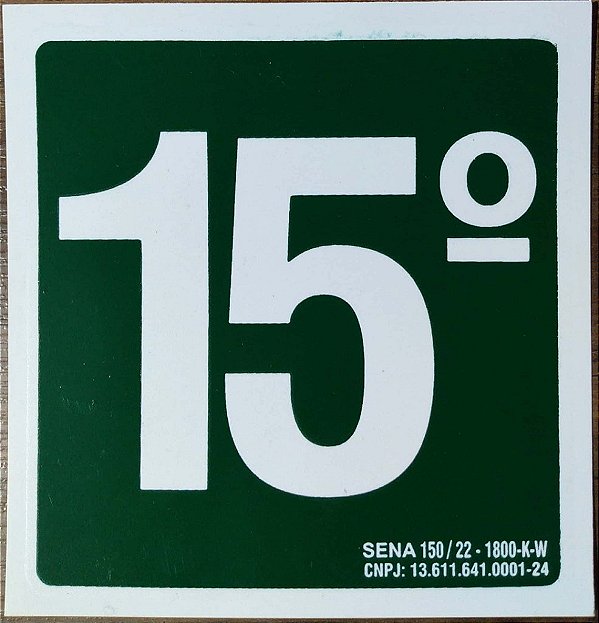 15º
SENA 150 / 22 - 1800-K-W
CNPJ: 13.611.641.0001-24